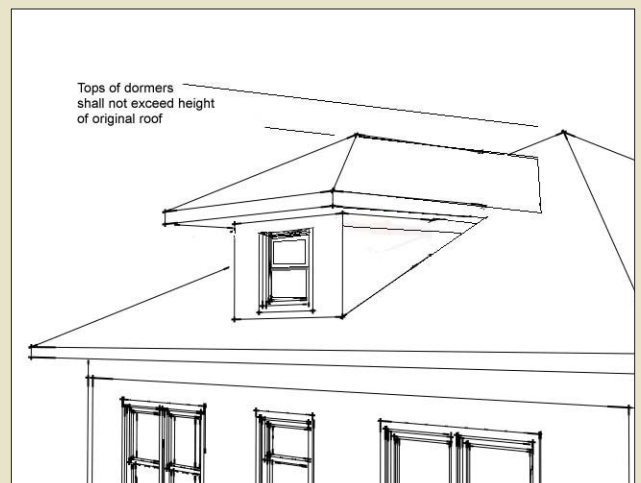 Tops of dormers
shall not exceed height
of original roof